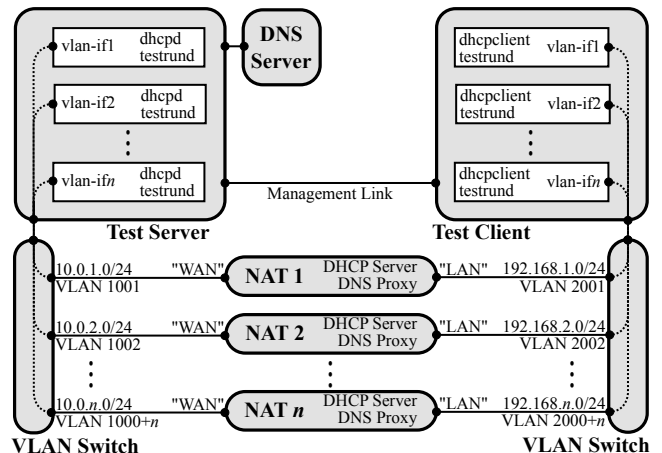 vlan-if1 dhcpd testrund
DNS Server
dhcpclient testrund vlan-if1
vlan-if2 dhcpd testrund
dhcpclient testrund vlan-if2
vlan-ifn dhcpd testrund
Management Link
dhcpclient testrund vlan-ifn
Test Server
Test Client
10.0.1.0/24 "WAN"
VLAN 1001
NAT 1 DHCP Server
DNS Proxy
"LAN" 192.168.1.0/24
VLAN 2001
10.0.2.0/24 "WAN"
VLAN 1002
NAT 2 DHCP Server
DNS Proxy
"LAN" 192.168.2.0/24
VLAN 2002
10.0.n.0/24 "WAN"
VLAN 1000+n
NAT n DHCP Server
DNS Proxy
"LAN" 192.168.n.0/24
VLAN 2000+n
VLAN Switch
VLAN Switch